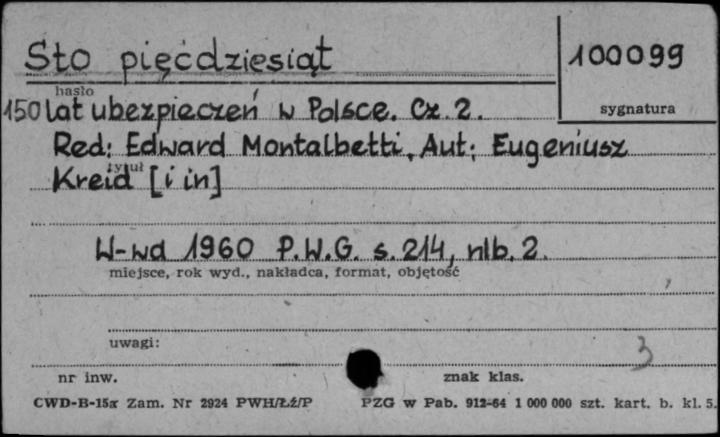 Sto pięćdziesiąt
100099
hasło
sygnatura
150 lat ubezpieczeń w Polsce. Cz. 2.
Red: Edward Montalbetti, Aut: Eugeniusz
tytuł
Kreid [i in]
W-wa 1960 P.W.G. s. 214, nlb. 2.
miejsce, rok wyd., nakładca, format, objętość
uwagi:
3
nr inw.
znak klas.
CWD-B-15a Zam. Nr 2924 PWH/Łź/P PZG w Pab. 912-64 1 000 000 szt. kart. b. kl. 5.